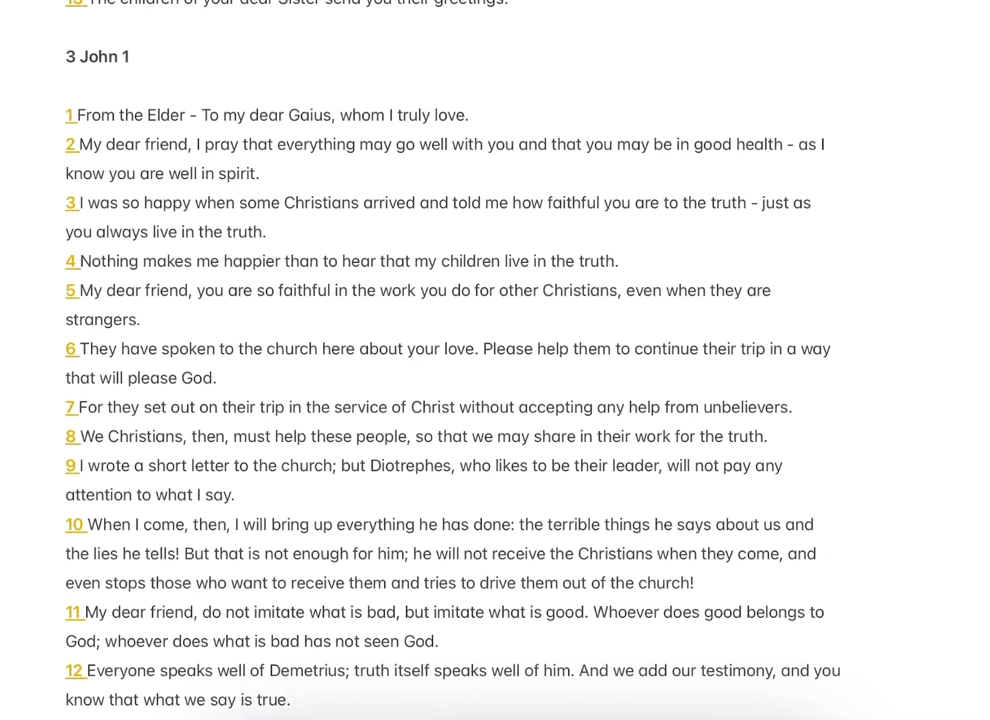 15 The children of your dear Sister send you their greetings.
3 John 1
1 From the Elder - To my dear Gaius, whom I truly love.
2 My dear friend, I pray that everything may go well with you and that you may be in good health - as I
know you are well in spirit.
3 I was so happy when some Christians arrived and told me how faithful you are to the truth - just as
you always live in the truth.
4 Nothing makes me happier than to hear that my children live in the truth.
5 My dear friend, you are so faithful in the work you do for other Christians, even when they are
strangers.
6 They have spoken to the church here about your love. Please help them to continue their trip in a way
that will please God.
7 For they set out on their trip in the service of Christ without accepting any help from unbelievers.
8 We Christians, then, must help these people, so that we may share in their work for the truth.
9 I wrote a short letter to the church; but Diotrephes, who likes to be their leader, will not pay any
attention to what I say.
10 When I come, then, I will bring up everything he has done: the terrible things he says about us and
the lies he tells! But that is not enough for him; he will not receive the Christians when they come, and
even stops those who want to receive them and tries to drive them out of the church!
11 My dear friend, do not imitate what is bad, but imitate what is good. Whoever does good belongs to
God; whoever does what is bad has not seen God.
12 Everyone speaks well of Demetrius; truth itself speaks well of him. And we add our testimony, and you
know that what we say is true.